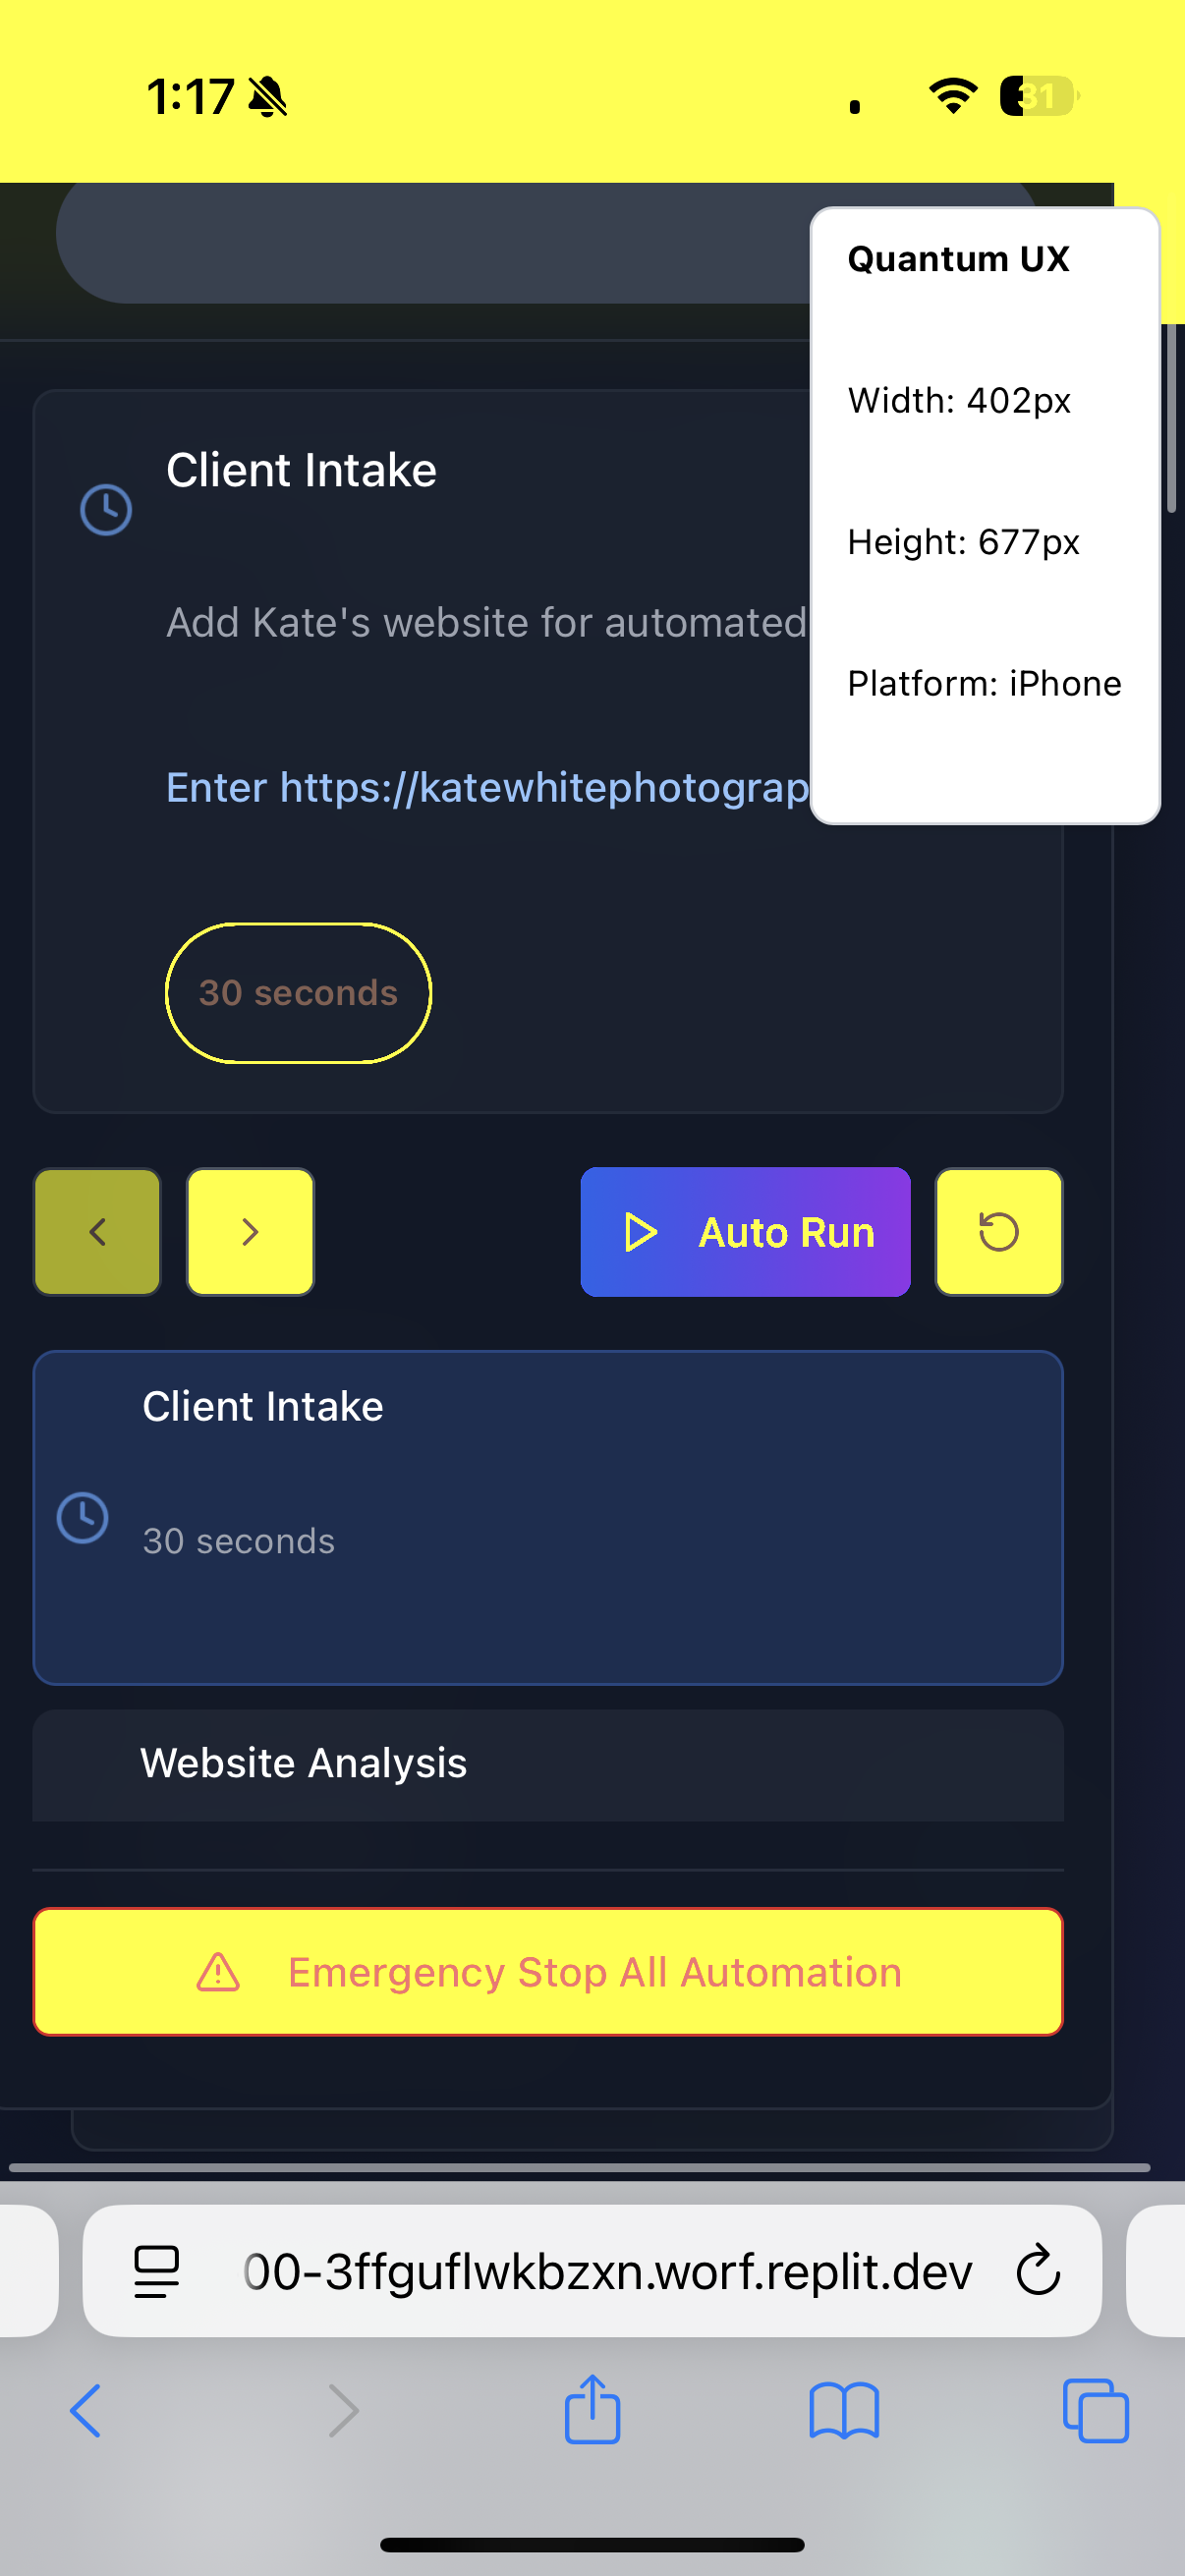 1:17
31
Quantum UX
Width: 402px
Height: 677px
Platform: iPhone
Client Intake
Add Kate's website for automated
Enter https://katewhitephotograp
30 seconds
Auto Run
Client Intake
30 seconds
Website Analysis
Emergency Stop All Automation
00-3ffguflwkbzxn.worf.replit.dev